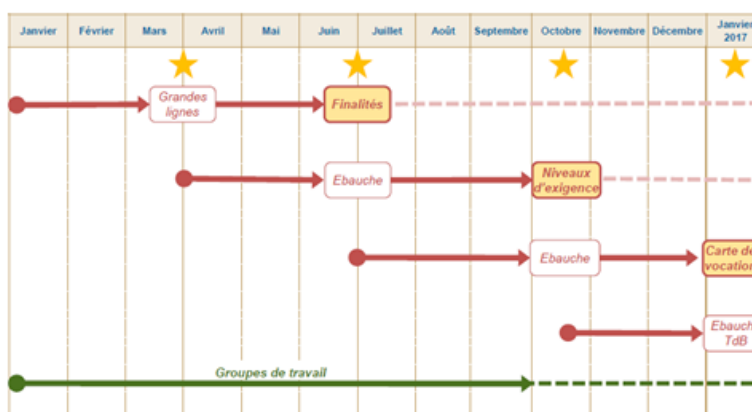 Janvier Février Mars Avril Mai Juin Juillet Août Septembre Octobre Novembre Décembre Janvier
2017
Grandes
lignes
Finalités
Ebauche
Niveaux
d'exigence
Ebauche
Carte de
vocation
Ebauch
TdB
Groupes de travail